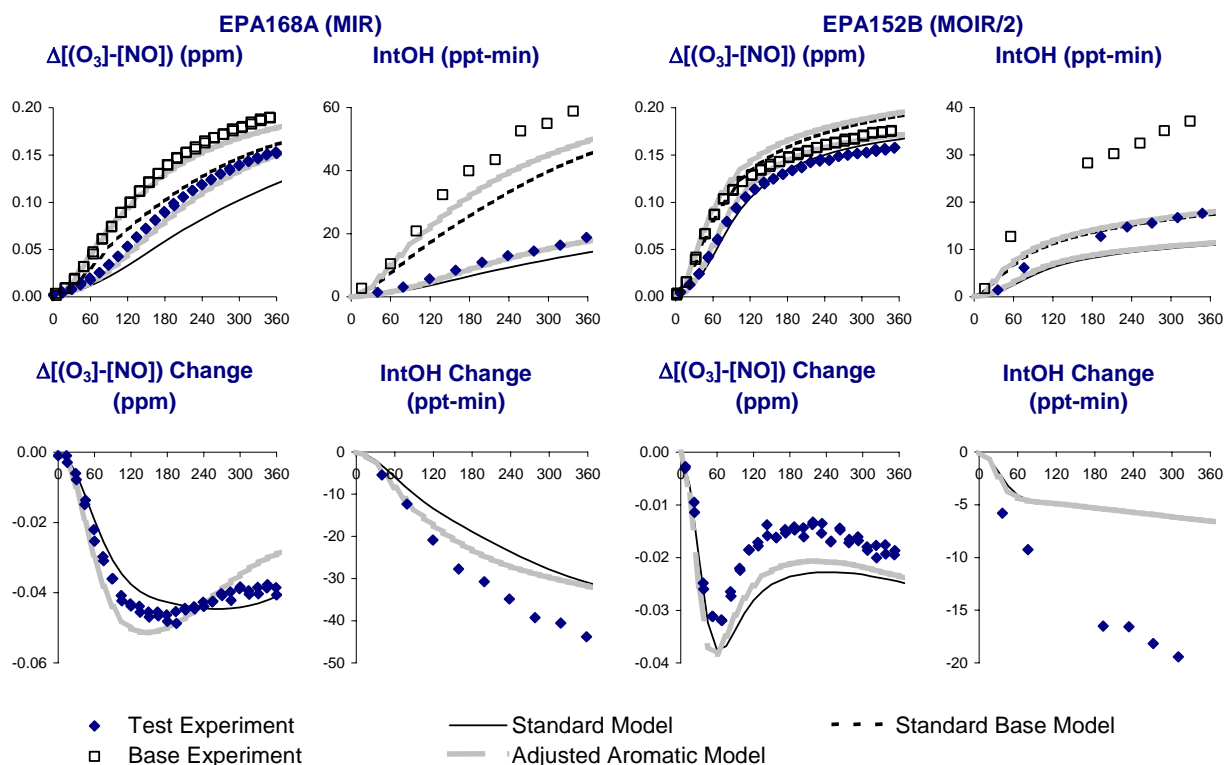 EPA168A (MIR)
EPA152B (MOIR/2)
Δ[(O3]-[NO]) (ppm)
IntOH (ppt-min)
Δ[(O3]-[NO]) (ppm)
IntOH (ppt-min)
0.20
0.15
0.10
0.05
0.00
0 60 120 180 240 300 360
60
40
20
0
0 60 120 180 240 300 360
0.20
0.15
0.10
0.05
0.00
0 60 120 180 240 300 360
40
30
20
10
0
0 60 120 180 240 300 360
Δ[(O3]-[NO]) Change
(ppm)
IntOH Change
(ppt-min)
Δ[(O3]-[NO]) Change
(ppm)
IntOH Change
(ppt-min)
0.00
-0.02
-0.04
-0.06
0 60 120 180 240 300 360
0
-10
-20
-30
-40
-50
0 60 120 180 240 300 360
0.00
-0.01
-0.02
-0.03
-0.04
0 60 120 180 240 300 360
0
-5
-10
-15
-20
0 60 120 180 240 300 360
Test Experiment
Standard Model
Standard Base Model
Base Experiment
Adjusted Aromatic Model